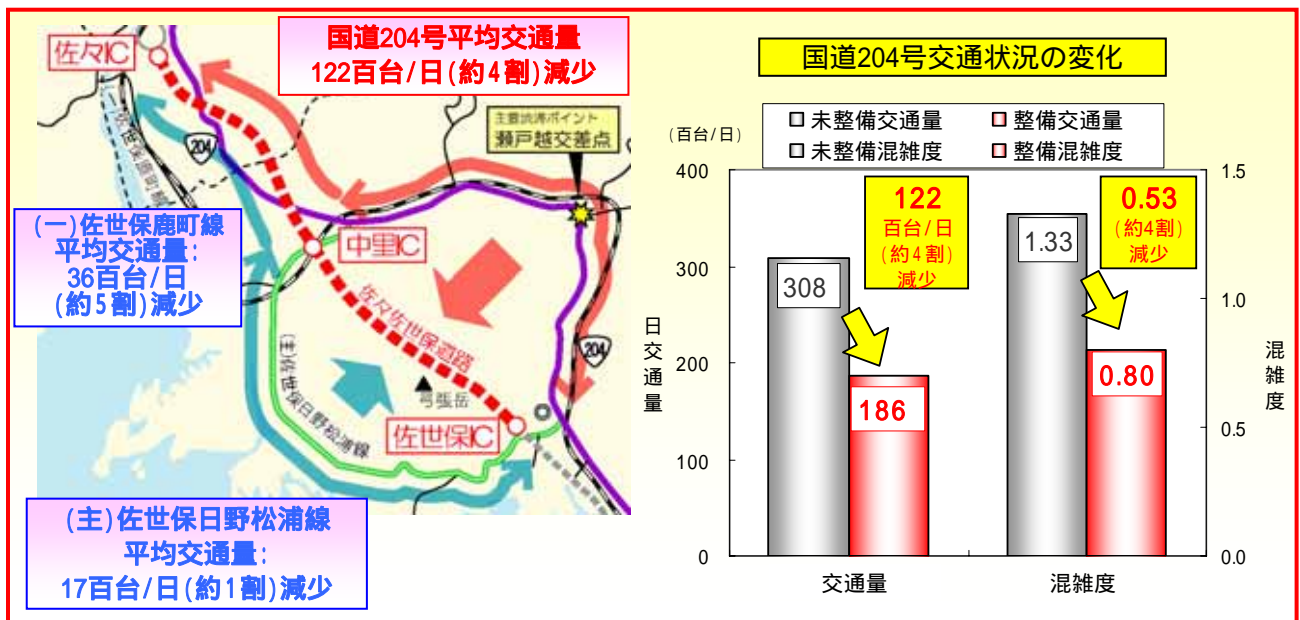 国道204号平均交通量
122百台/日(約4割)減少
佐々IC
(一)佐世保鹿町線
204
主要渋滞ポイント
瀬戸越交差点
(一)佐世保鹿町線
平均交通量:
36百台/日
(約5割)減少
中里IC
佐々佐世保道路
204
(主)佐世保日野松浦線
弓張岳
佐世保IC
(主)佐世保日野松浦線
平均交通量:
17百台/日(約1割)減少
国道204号交通状況の変化
(百台/日)
未整備交通量
整備交通量
未整備混雑度
整備混雑度
400
300
200
100
0
日交通量
308
186
122
百台/日
(約4割)
減少
1.33
0.80
0.53
(約4割)
減少
1.5
1.0
0.5
0.0
混雑度
交通量
混雑度